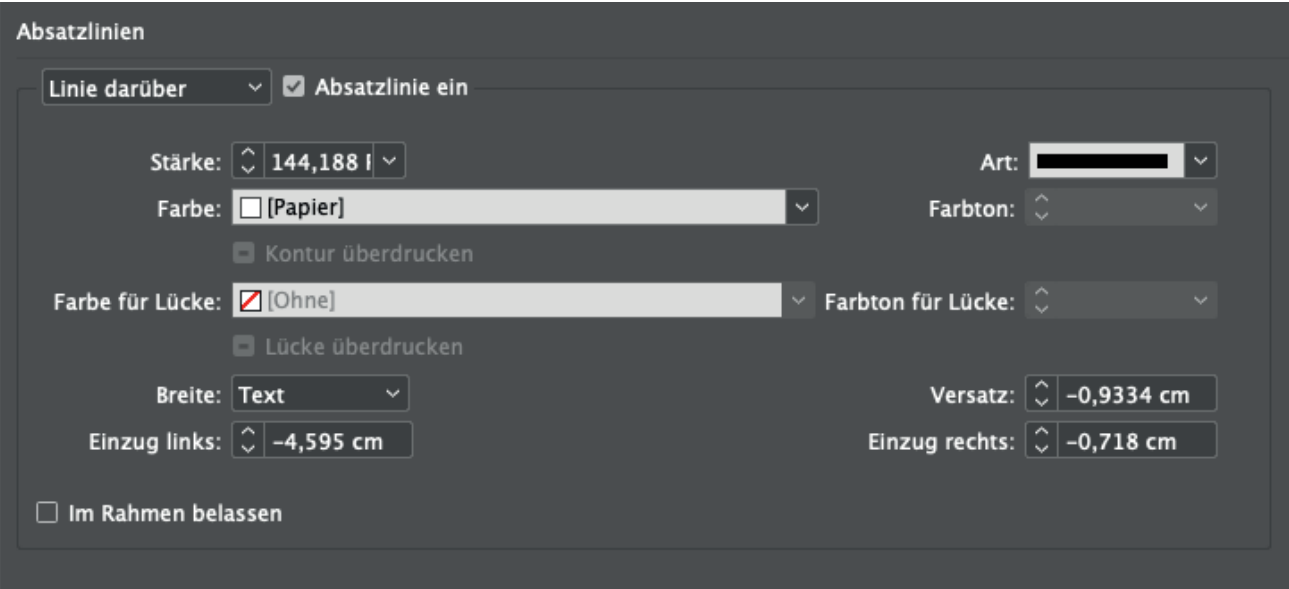 Absatzlinien
Linie darüber Absatzlinie ein
Stärke: 144,188 Art:
Farbe: [Papier] Farbton:
Kontur überdrucken
Farbe für Lücke: [Ohne] Farbton für Lücke:
Lücke überdrucken
Breite: Text Versatz: -0,9334 cm
Einzug links: -4,595 cm Einzug rechts: -0,718 cm
Im Rahmen belassen